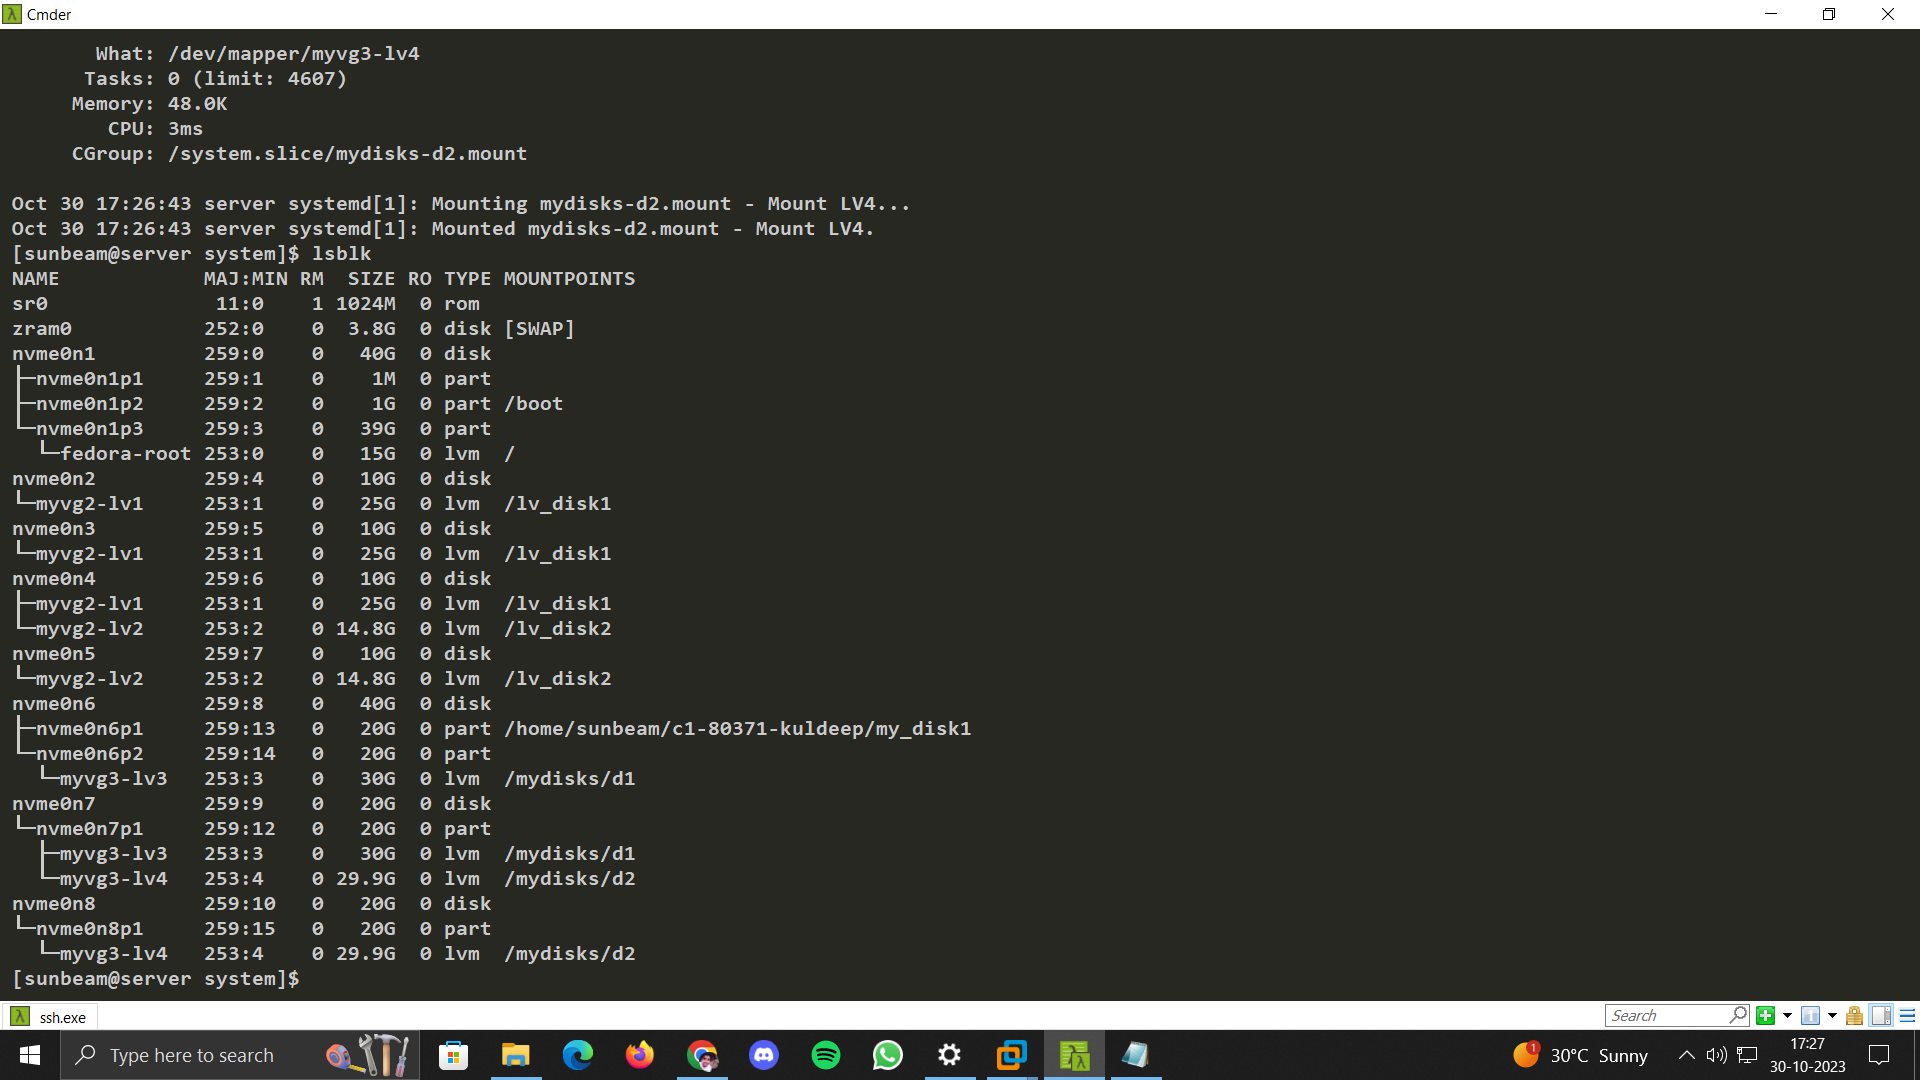 Cmder
What: /dev/mapper/myvg3-lv4
Tasks: 0 (limit: 4607)
Memory: 48.0K
CPU: 3ms
CGroup: /system.slice/mydisks-d2.mount
Oct 30 17:26:43 server systemd[1]: Mounting mydisks-d2.mount - Mount LV4...
Oct 30 17:26:43 server systemd[1]: Mounted mydisks-d2.mount - Mount LV4.
[sunbeam@server system]$ lsblk
NAME MAJ:MIN RM SIZE RO TYPE MOUNTPOINTS
sr0 11:0 1 1024M 0 rom
zram0 252:0 0 3.8G 0 disk [SWAP]
nvme0n1 259:0 0 40G 0 disk
├─nvme0n1p1 259:1 0 1M 0 part
├─nvme0n1p2 259:2 0 1G 0 part /boot
└─nvme0n1p3 259:3 0 39G 0 part
└─fedora-root 253:0 0 15G 0 lvm /
nvme0n2 259:4 0 10G 0 disk
└─myvg2-lv1 253:1 0 25G 0 lvm /lv_disk1
nvme0n3 259:5 0 10G 0 disk
└─myvg2-lv1 253:1 0 25G 0 lvm /lv_disk1
nvme0n4 259:6 0 10G 0 disk
├─myvg2-lv1 253:1 0 25G 0 lvm /lv_disk1
└─myvg2-lv2 253:2 0 14.8G 0 lvm /lv_disk2
nvme0n5 259:7 0 10G 0 disk
└─myvg2-lv2 253:2 0 14.8G 0 lvm /lv_disk2
nvme0n6 259:8 0 40G 0 disk
├─nvme0n6p1 259:13 0 20G 0 part /home/sunbeam/c1-80371-kuldeep/my_disk1
└─nvme0n6p2 259:14 0 20G 0 part
└─myvg3-lv3 253:3 0 30G 0 lvm /mydisks/d1
nvme0n7 259:9 0 20G 0 disk
└─nvme0n7p1 259:12 0 20G 0 part
├─myvg3-lv3 253:3 0 30G 0 lvm /mydisks/d1
└─myvg3-lv4 253:4 0 29.9G 0 lvm /mydisks/d2
nvme0n8 259:10 0 20G 0 disk
└─nvme0n8p1 259:15 0 20G 0 part
└─myvg3-lv4 253:4 0 29.9G 0 lvm /mydisks/d2
[sunbeam@server system]$
ssh.exe
Search
Type here to search
1
30°C Sunny
17:27
30-10-2023